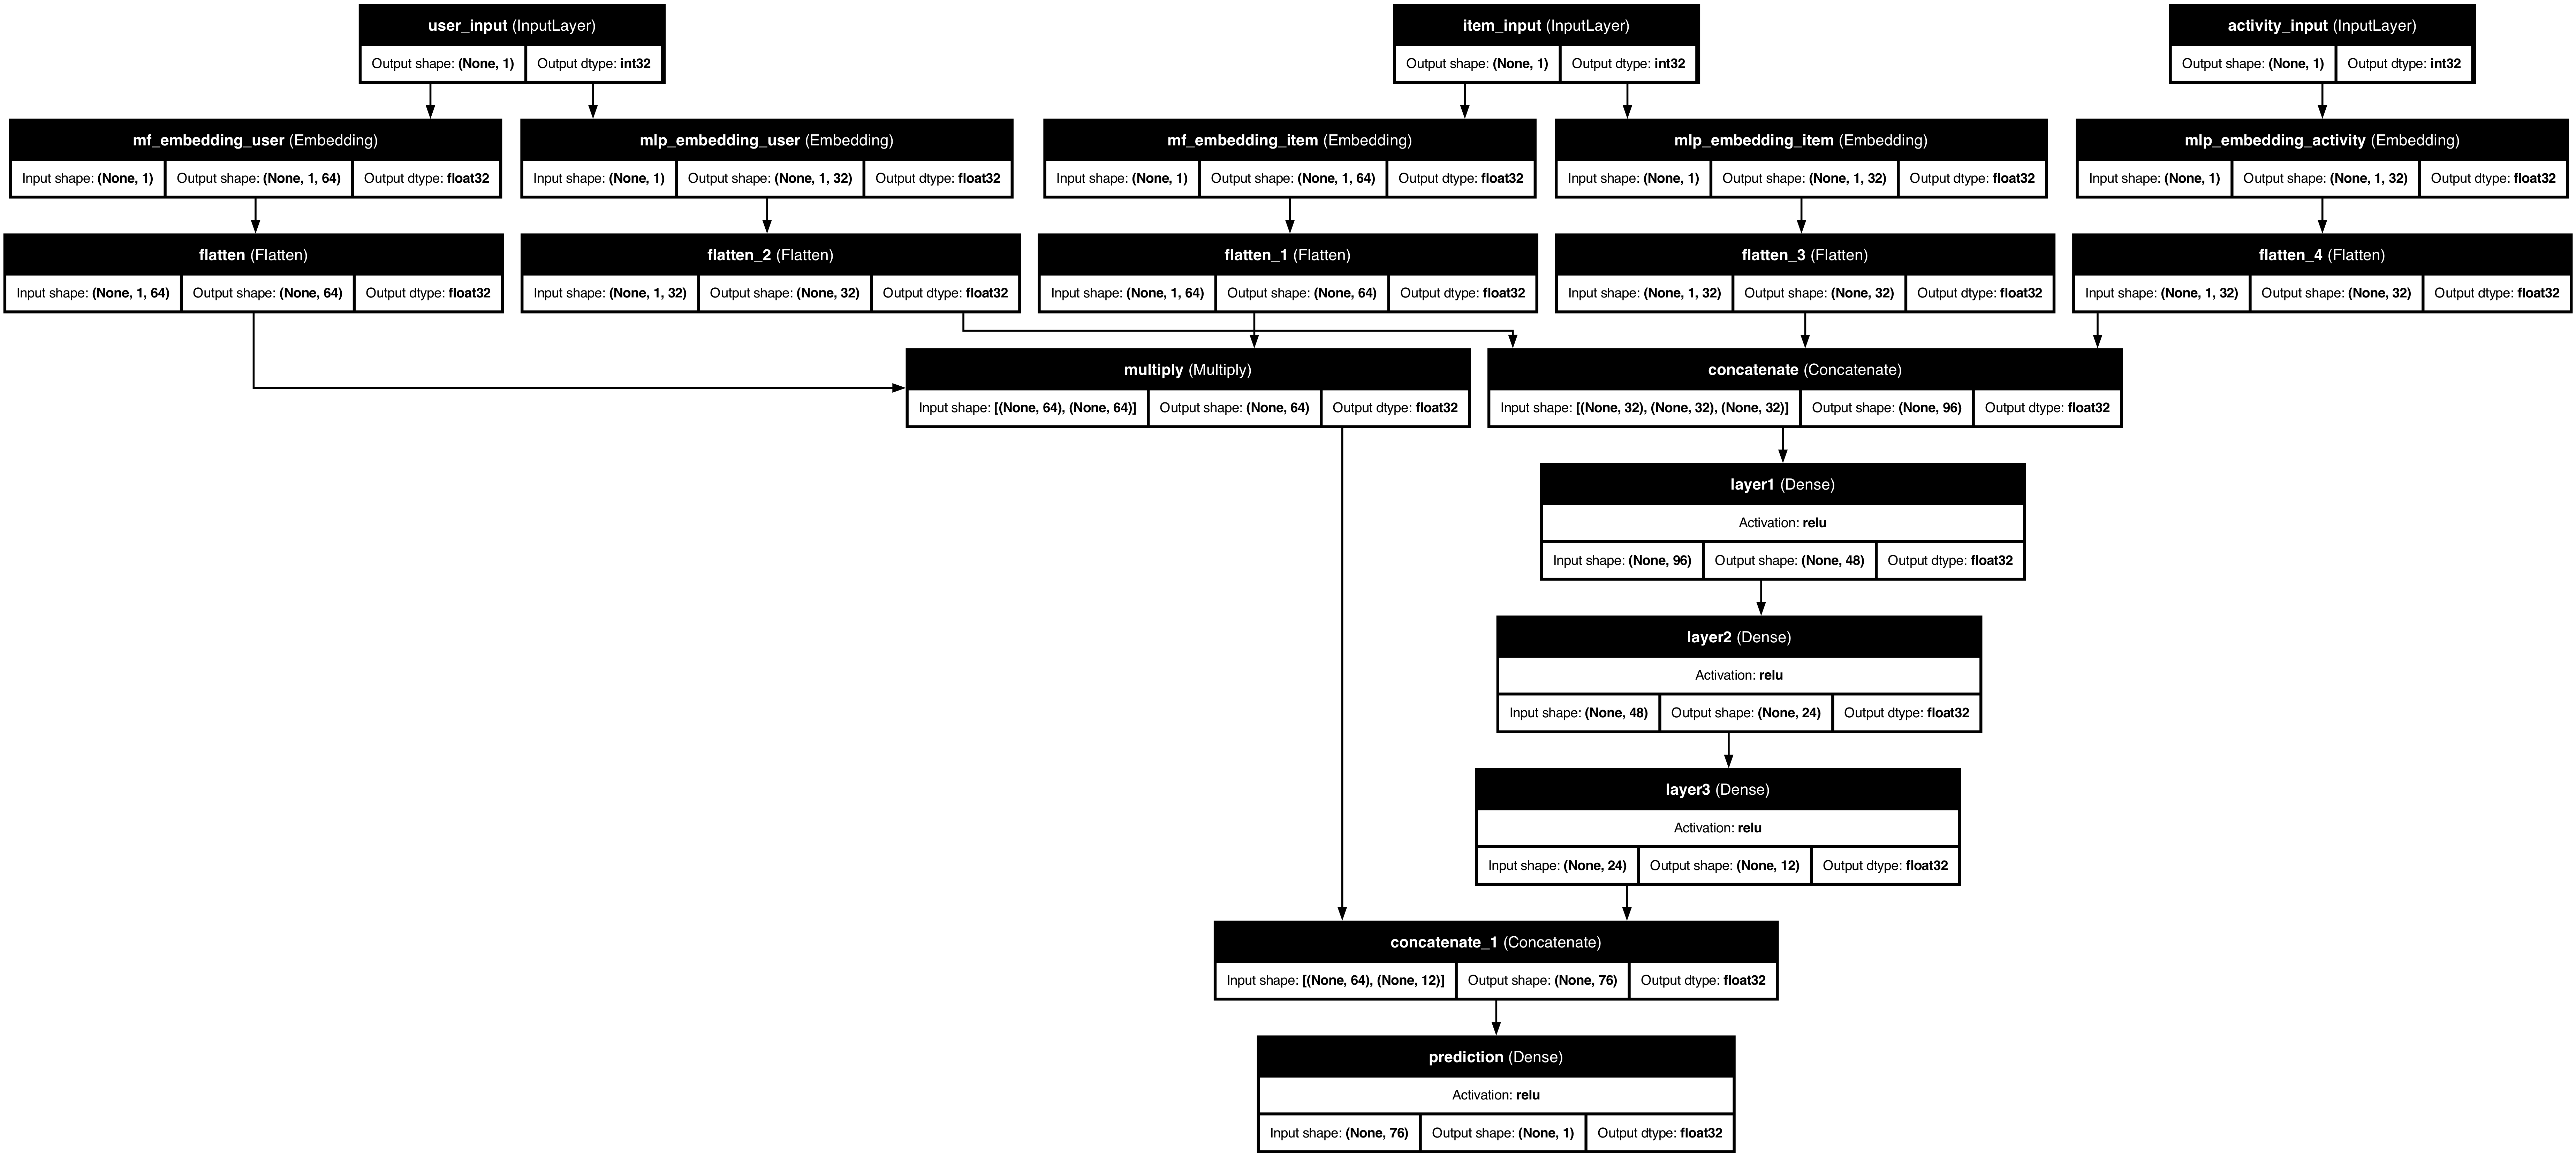 user_input (InputLayer)
Output shape: (None, 1) Output dtype: int32
item_input (InputLayer)
Output shape: (None, 1) Output dtype: int32
activity_input (InputLayer)
Output shape: (None, 1) Output dtype: int32
mf_embedding_user (Embedding)
Input shape: (None, 1) Output shape: (None, 1, 64) Output dtype: float32
mlp_embedding_user (Embedding)
Input shape: (None, 1) Output shape: (None, 1, 32) Output dtype: float32
mf_embedding_item (Embedding)
Input shape: (None, 1) Output shape: (None, 1, 64) Output dtype: float32
mlp_embedding_item (Embedding)
Input shape: (None, 1) Output shape: (None, 1, 32) Output dtype: float32
mlp_embedding_activity (Embedding)
Input shape: (None, 1) Output shape: (None, 1, 32) Output dtype: float32
flatten (Flatten)
Input shape: (None, 1, 64) Output shape: (None, 64) Output dtype: float32
flatten_2 (Flatten)
Input shape: (None, 1, 32) Output shape: (None, 32) Output dtype: float32
flatten_1 (Flatten)
Input shape: (None, 1, 64) Output shape: (None, 64) Output dtype: float32
flatten_3 (Flatten)
Input shape: (None, 1, 32) Output shape: (None, 32) Output dtype: float32
flatten_4 (Flatten)
Input shape: (None, 1, 32) Output shape: (None, 32) Output dtype: float32
multiply (Multiply)
Input shape: [(None, 64), (None, 64)] Output shape: (None, 64) Output dtype: float32
concatenate (Concatenate)
Input shape: [(None, 32), (None, 32), (None, 32)] Output shape: (None, 96) Output dtype: float32
layer1 (Dense)
Activation: relu
Input shape: (None, 96) Output shape: (None, 48) Output dtype: float32
layer2 (Dense)
Activation: relu
Input shape: (None, 48) Output shape: (None, 24) Output dtype: float32
layer3 (Dense)
Activation: relu
Input shape: (None, 24) Output shape: (None, 12) Output dtype: float32
concatenate_1 (Concatenate)
Input shape: [(None, 64), (None, 12)] Output shape: (None, 76) Output dtype: float32
prediction (Dense)
Activation: relu
Input shape: (None, 76) Output shape: (None, 1) Output dtype: float32